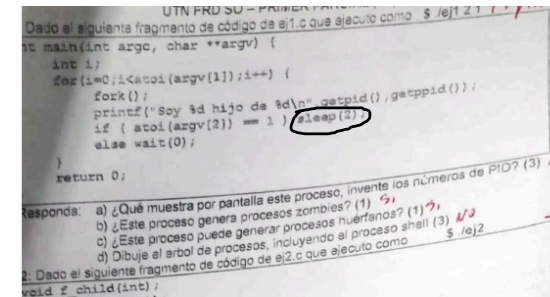 UTN FRD SO – PRIMER
Dado el siguiente fragmento de código de ej1.c que ejecuto como $ ./ej1 2 1
nt main(int argc, char **argv) {
int i;
for(i=0;i<atoi(argv[1]);i++) {
fork();
printf("Soy %d hijo de %d\n",getpid(),getppid());
if ( atoi(argv[2]) == 1 ) sleep(2);
else wait(0);
}
return 0;
Responda: a) ¿Qué muestra por pantalla este proceso, invente los números de PID? (3)
b) ¿Este proceso genera procesos zombies? (1) Si
c) ¿Este proceso puede generar procesos huérfanos? (1) Si
d) Dibuje el arbol de procesos, incluyendo al proceso shell (3) NO
2: Dado el siguiente fragmento de código de ej2.c que ejecuto como $ ./ej2
void f_child(int);